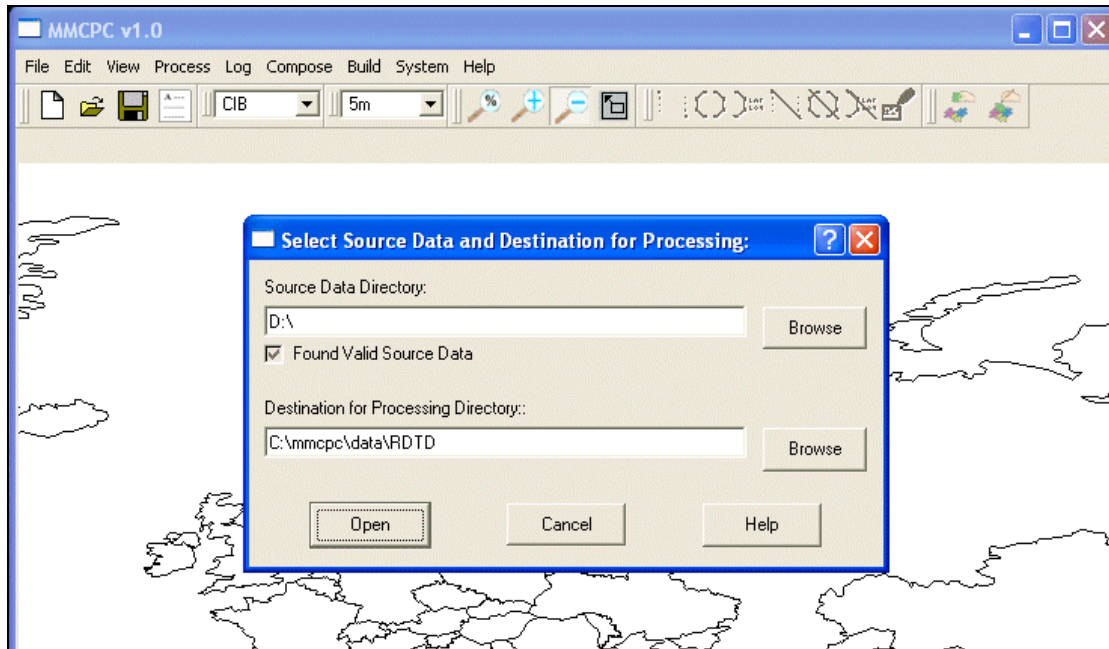 MMCPC v1.0
File Edit View Process Log Compose Build System Help
CIB 5m %
Select Source Data and Destination for Processing:
Source Data Directory:
D:\
Browse
Found Valid Source Data
Destination for Processing Directory::
C:\mmcpc\data\RDTD
Browse
Open Cancel Help